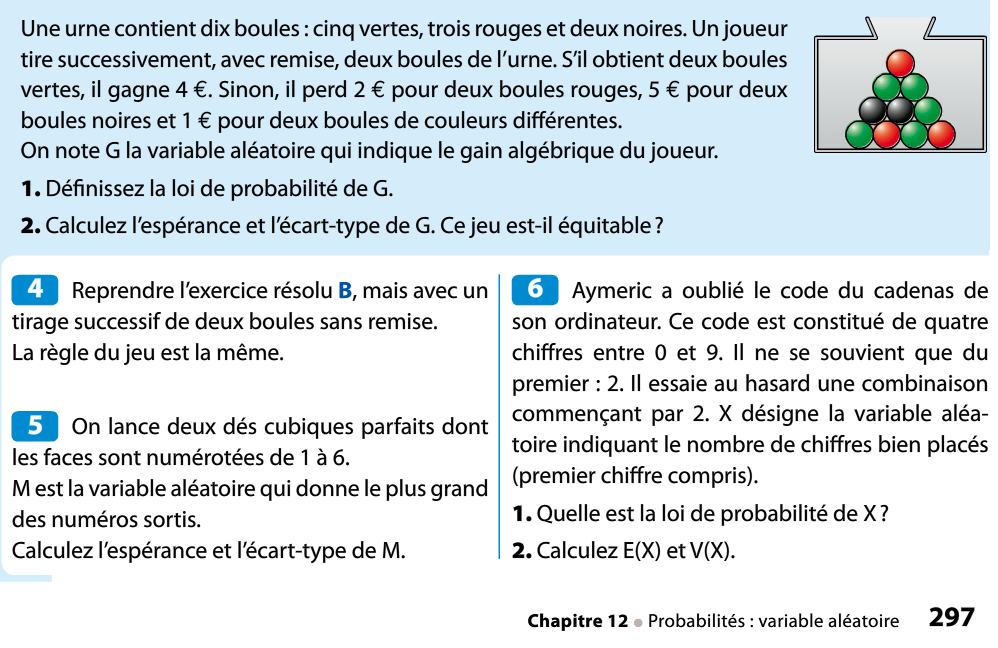 Une urne contient dix boules : cinq vertes, trois rouges et deux noires. Un joueur
tire successivement, avec remise, deux boules de l’urne. S’il obtient deux boules
vertes, il gagne 4 €. Sinon, il perd 2 € pour deux boules rouges, 5 € pour deux
boules noires et 1 € pour deux boules de couleurs différentes.
On note G la variable aléatoire qui indique le gain algébrique du joueur.
1. Définissez la loi de probabilité de G.
2. Calculez l’espérance et l’écart-type de G. Ce jeu est-il équitable ?
4 Reprendre l’exercice résolu B, mais avec un
tirage successif de deux boules sans remise.
La règle du jeu est la même.
5 On lance deux dés cubiques parfaits dont
les faces sont numérotées de 1 à 6.
M est la variable aléatoire qui donne le plus grand
des numéros sortis.
Calculez l’espérance et l’écart-type de M.
6 Aymeric a oublié le code du cadenas de
son ordinateur. Ce code est constitué de quatre
chiffres entre 0 et 9. Il ne se souvient que du
premier : 2. Il essaie au hasard une combinaison
commençant par 2. X désigne la variable aléa-
toire indiquant le nombre de chiffres bien placés
(premier chiffre compris).
1. Quelle est la loi de probabilité de X ?
2. Calculez E(X) et V(X).
Chapitre 12 ● Probabilités : variable aléatoire 297